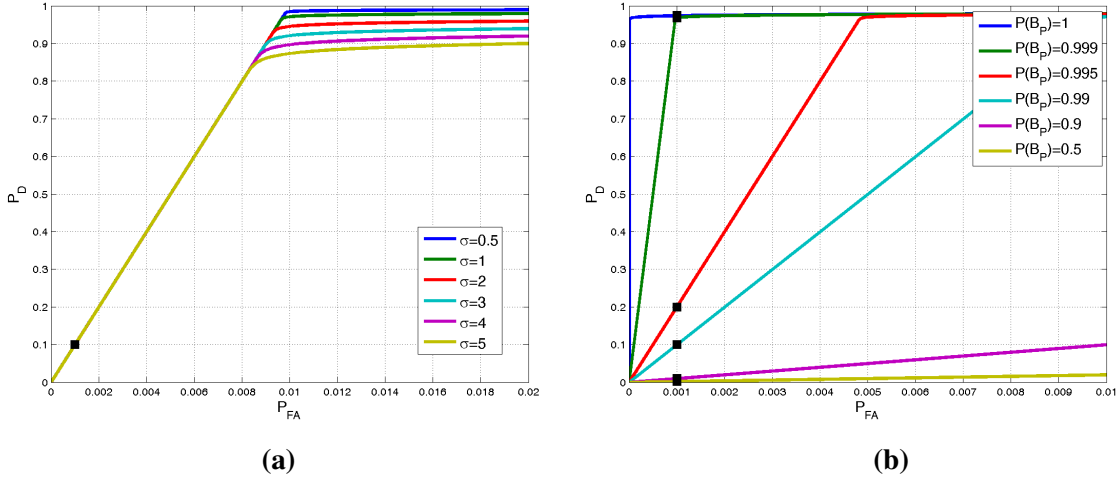 1
0.9
0.8
0.7
0.6
0.5
0.4
0.3
0.2
0.1
0
P_D
0 0.002 0.004 0.006 0.008 0.01 0.012 0.014 0.016 0.018 0.02
P_FA
σ=0.5
σ=1
σ=2
σ=3
σ=4
σ=5
(a)
1
0.9
0.8
0.7
0.6
0.5
0.4
0.3
0.2
0.1
0
P_D
0 0.001 0.002 0.003 0.004 0.005 0.006 0.007 0.008 0.009 0.01
P_FA
P(B_P)=1
P(B_P)=0.999
P(B_P)=0.995
P(B_P)=0.99
P(B_P)=0.9
P(B_P)=0.5
(b)